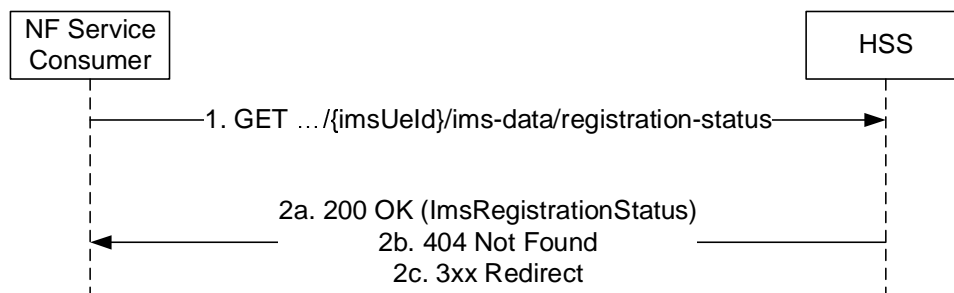 NF Service
Consumer
HSS
1. GET …/{imsUeId}/ims-data/registration-status
2a. 200 OK (ImsRegistrationStatus)
2b. 404 Not Found
2c. 3xx Redirect